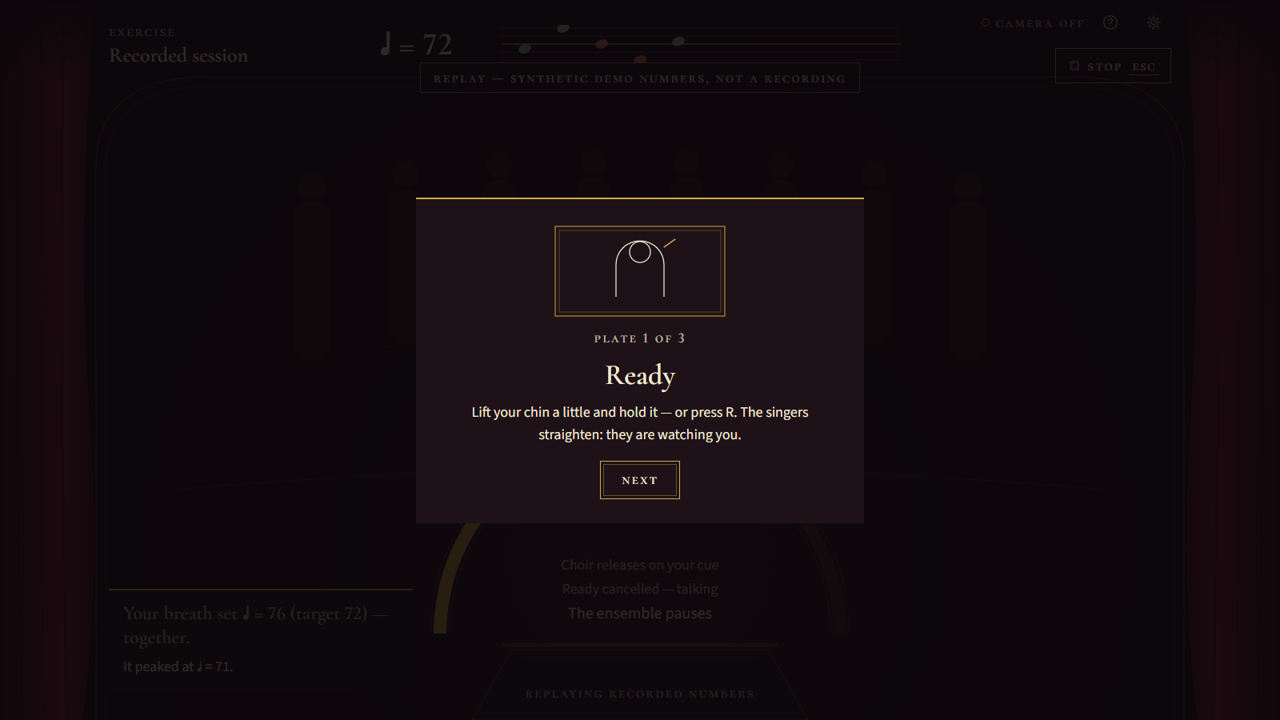 EXERCISE
Recorded session
♩ = 72
CAMERA OFF
?
STOP ESC
REPLAY — SYNTHETIC DEMO NUMBERS, NOT A RECORDING
PLATE 1 OF 3
Ready
Lift your chin a little and hold it — or press R. The singers
straighten: they are watching you.
NEXT
Choir releases on your cue
Ready cancelled — talking
The ensemble pauses
Your breath set ♩ = 76 (target 72) —
together.
It peaked at ♩ = 71.
REPLAYING RECORDED NUMBERS